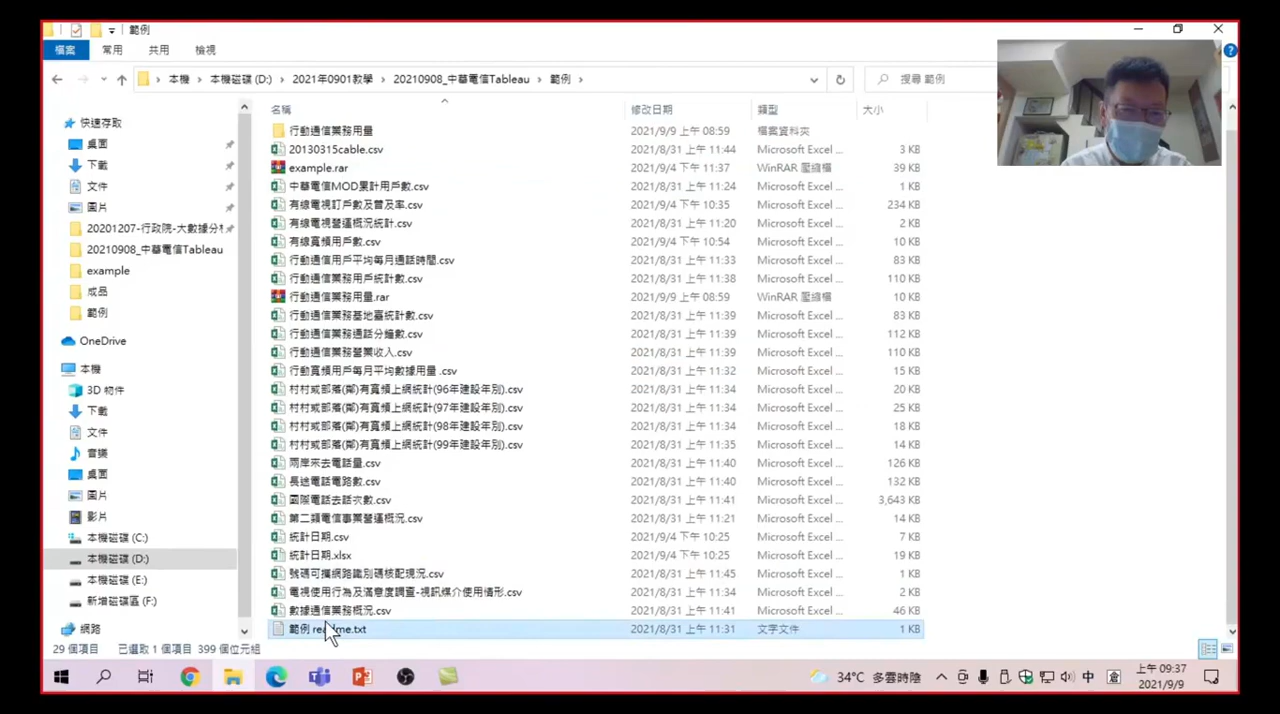 範例
檔案 常用 共用 檢視
本機 › 本機磁碟 (D:) › 2021年0901教學 › 20210908_中華電信Tableau › 範例 ›
搜尋 範例
名稱 修改日期 類型 大小
行動通信業務用量 2021/9/9 上午 08:59 檔案資料夾
20130315cable.csv 2021/8/31 上午 11:44 Microsoft Excel ... 3 KB
example.rar 2021/9/4 下午 11:37 WinRAR 壓縮檔 39 KB
中華電信MOD累計用戶數.csv 2021/8/31 上午 11:24 Microsoft Excel ... 1 KB
有線電視訂戶數及普及率.csv 2021/9/4 下午 10:35 Microsoft Excel ... 234 KB
有線電視營運概況統計.csv 2021/8/31 上午 11:20 Microsoft Excel ... 2 KB
有線寬頻用戶數.csv 2021/9/4 下午 10:54 Microsoft Excel ... 10 KB
行動通信用戶平均每月通話時間.csv 2021/8/31 上午 11:33 Microsoft Excel ... 83 KB
行動通信業務用戶統計數.csv 2021/8/31 上午 11:38 Microsoft Excel ... 110 KB
行動通信業務用量.rar 2021/9/9 上午 08:59 WinRAR 壓縮檔 10 KB
行動通信業務基地臺統計數.csv 2021/8/31 上午 11:39 Microsoft Excel ... 83 KB
行動通信業務通話分鐘數.csv 2021/8/31 上午 11:39 Microsoft Excel ... 112 KB
行動通信業務營業收入.csv 2021/8/31 上午 11:39 Microsoft Excel ... 110 KB
行動寬頻用戶每月平均數據用量 .csv 2021/8/31 上午 11:32 Microsoft Excel ... 15 KB
村村或部落(鄰)有寬頻上網統計(96年建設年別).csv 2021/8/31 上午 11:34 Microsoft Excel ... 20 KB
村村或部落(鄰)有寬頻上網統計(97年建設年別).csv 2021/8/31 上午 11:34 Microsoft Excel ... 25 KB
村村或部落(鄰)有寬頻上網統計(98年建設年別).csv 2021/8/31 上午 11:34 Microsoft Excel ... 18 KB
村村或部落(鄰)有寬頻上網統計(99年建設年別).csv 2021/8/31 上午 11:35 Microsoft Excel ... 14 KB
兩岸來去電話量.csv 2021/8/31 上午 11:40 Microsoft Excel ... 126 KB
長途電話電路數.csv 2021/8/31 上午 11:40 Microsoft Excel ... 132 KB
國際電話去話次數.csv 2021/8/31 上午 11:41 Microsoft Excel ... 3,643 KB
第二類電信事業營運概況.csv 2021/8/31 上午 11:21 Microsoft Excel ... 14 KB
統計日期.csv 2021/9/4 下午 10:25 Microsoft Excel ... 7 KB
統計日期.xlsx 2021/9/4 下午 10:25 Microsoft Excel ... 19 KB
號碼可攜網路識別碼核配現況.csv 2021/8/31 上午 11:45 Microsoft Excel ... 1 KB
電視使用行為及滿意度調查-視訊媒介使用情形.csv 2021/8/31 上午 11:34 Microsoft Excel ... 2 KB
數據通信業務概況.csv 2021/8/31 上午 11:41 Microsoft Excel ... 46 KB
範例 readme.txt 2021/8/31 上午 11:31 文字文件 1 KB
快速存取
桌面
下載
文件
圖片
20201207-行政院-大數據分
20210908_中華電信Tableau
example
成品
範例
OneDrive
本機
3D 物件
下載
文件
音樂
桌面
圖片
影片
本機磁碟 (C:)
本機磁碟 (D:)
本機磁碟 (E:)
新增磁碟區 (F:)
網路
29 個項目 已選取 1 個項目 399 個位元組
34°C 多雲時陰 中 倉 上午 09:37
2021/9/9